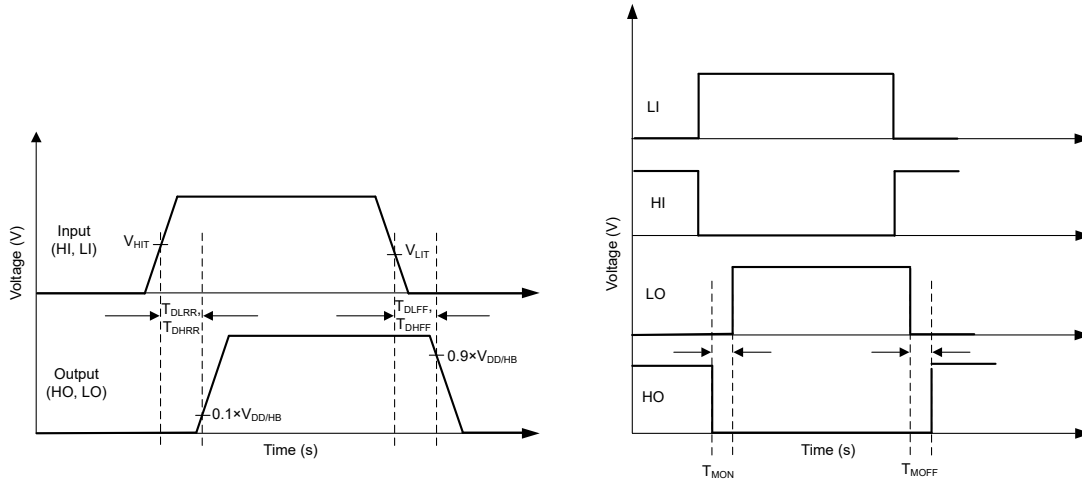 Voltage (V)
Input
(HI, LI)
V_HIT
V_LIT
T_DLRR,
T_DHRR
T_DLFF,
T_DHFF
Output
(HO, LO)
0.1×V_DD/HB
0.9×V_DD/HB
Time (s)
Voltage (V)
LI
HI
LO
HO
T_MON
Time (s)
T_MOFF